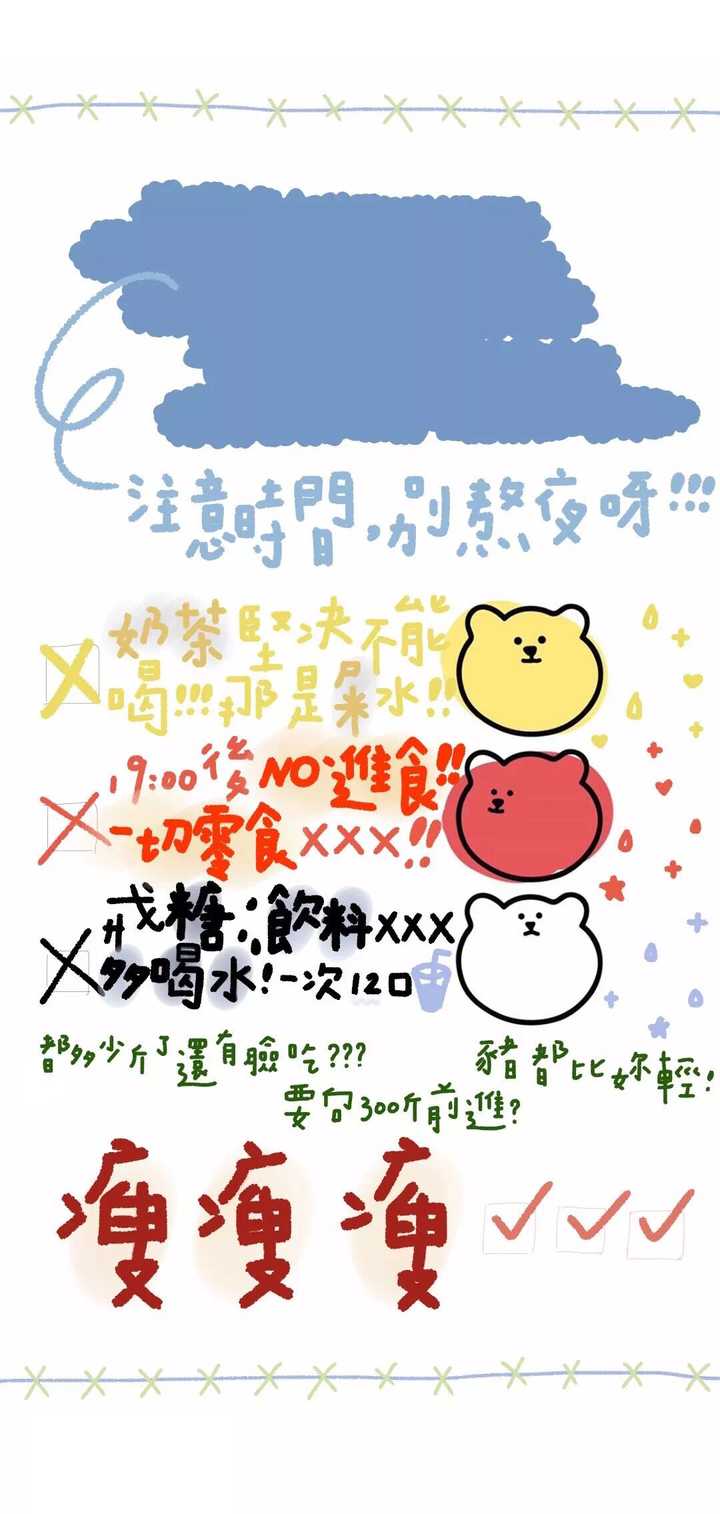 注意時間,別熬夜呀!!!
奶茶堅决不能
喝!!!那是屎水!!
19:00後NO進食!!
一切零食XXX!!
戒糖:飲料XXX
多喝水!一次12口
都多少斤了還有臉吃???
豬都比妳輕!
要向300斤前進?
瘦瘦瘦